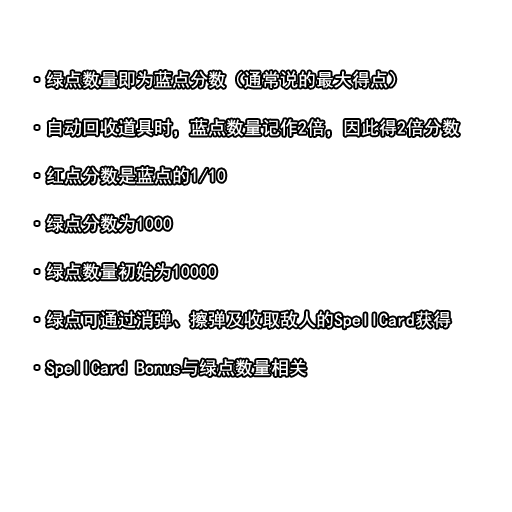 ·绿点数量即为蓝点分数（通常说的最大得点）
·自动回收道具时，蓝点数量记作2倍，因此得2倍分数
·红点分数是蓝点的1/10
·绿点分数为1000
·绿点数量初始为10000
·绿点可通过消弹、擦弹及收取敌人的SpellCard获得
·SpellCard Bonus与绿点数量相关